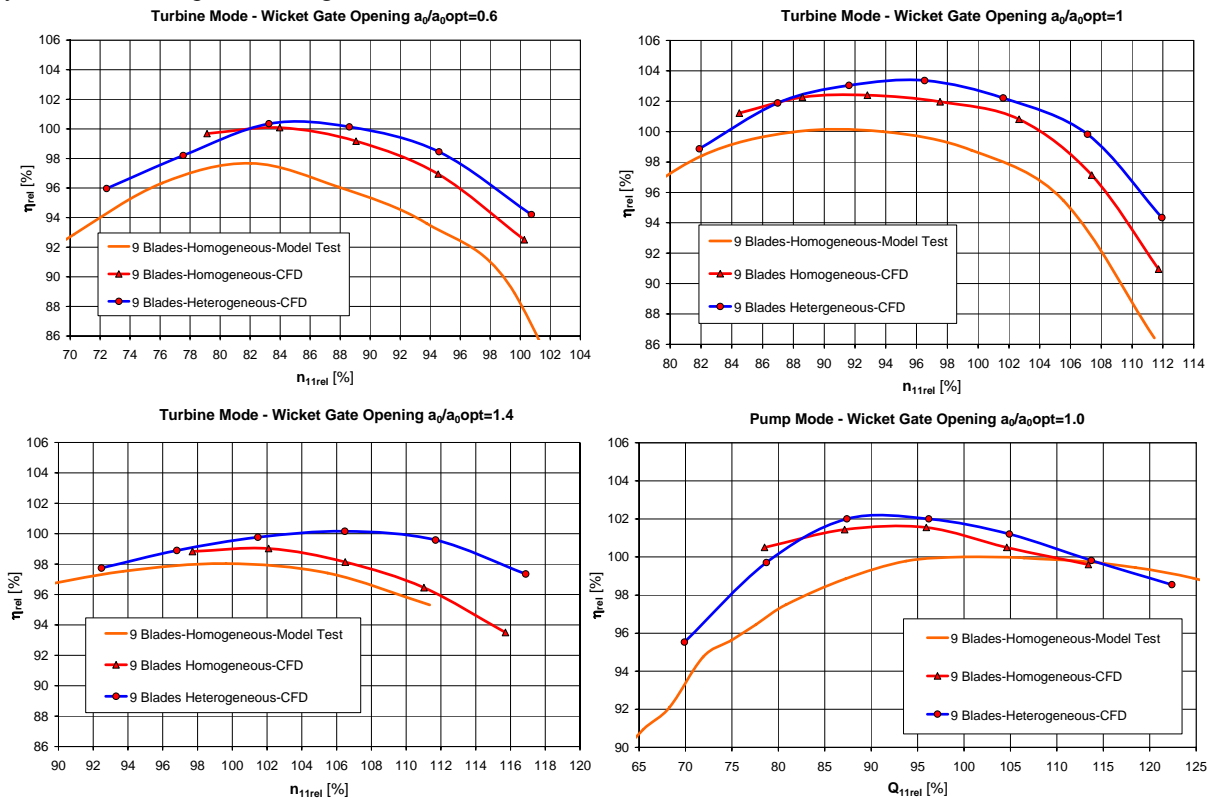 Turbine Mode - Wicket Gate Opening a₀/a₀opt=0.6
106
104
102
100
98
96
94
92
90
88
86
ηrel [%]
9 Blades-Homogeneous-Model Test
9 Blades-Homogeneous-CFD
9 Blades-Heterogeneous-CFD
70 72 74 76 78 80 82 84 86 88 90 92 94 96 98 100 102 104
n11rel [%]
Turbine Mode - Wicket Gate Opening a₀/a₀opt=1
106
104
102
100
98
96
94
92
90
88
86
ηrel [%]
9 Blades-Homogeneous-Model Test
9 Blades Homogeneous-CFD
9 Blades Hetergeneous-CFD
80 82 84 86 88 90 92 94 96 98 100 102 104 106 108 110 112 114
n11rel [%]
Turbine Mode - Wicket Gate Opening a₀/a₀opt=1.4
106
104
102
100
98
96
94
92
90
88
86
ηrel [%]
9 Blades-Homogeneous-Model Test
9 Blades Homogeneous-CFD
9 Blades Heterogeneous-CFD
90 92 94 96 98 100 102 104 106 108 110 112 114 116 118 120
n11rel [%]
Pump Mode - Wicket Gate Opening a₀/a₀opt=1.0
106
104
102
100
98
96
94
92
90
ηrel [%]
9 Blades-Homogeneous-Model Test
9 Blades-Homogeneous-CFD
9 Blades-Heterogeneous-CFD
65 70 75 80 85 90 95 100 105 110 115 120 125
Q11rel [%]